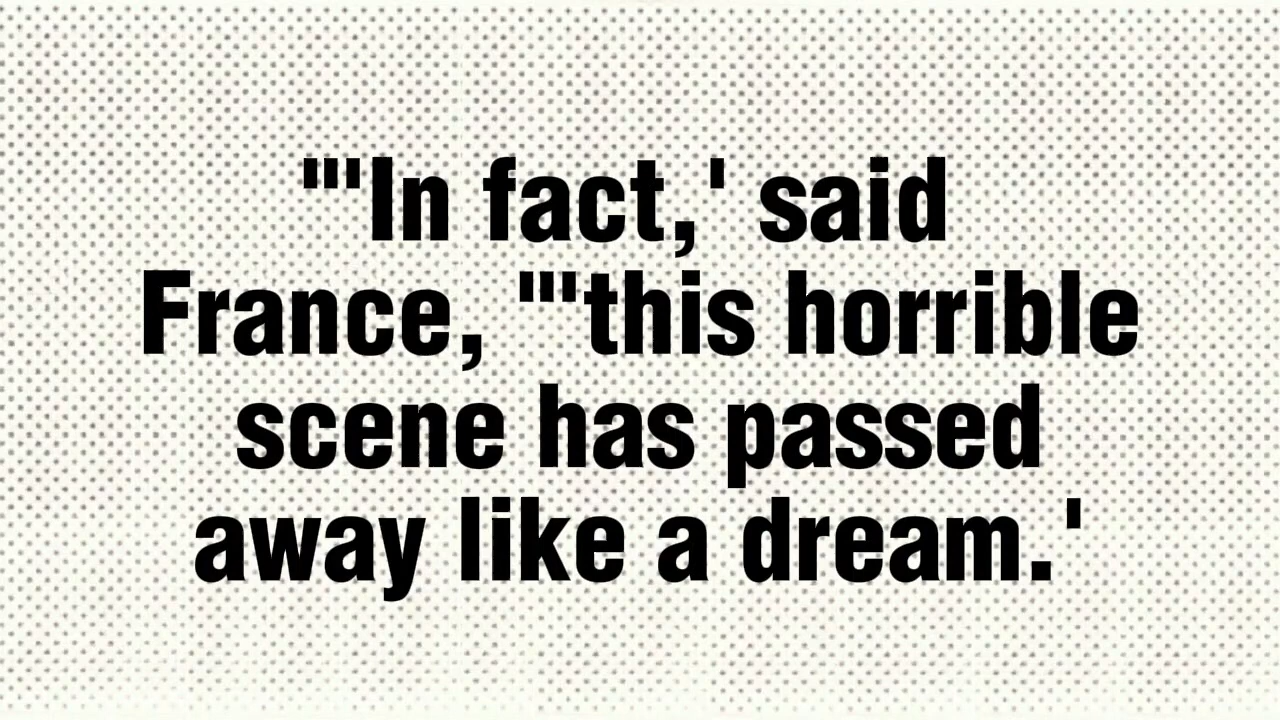 "'In fact,' said
France, "'this horrible
scene has passed
away like a dream.'